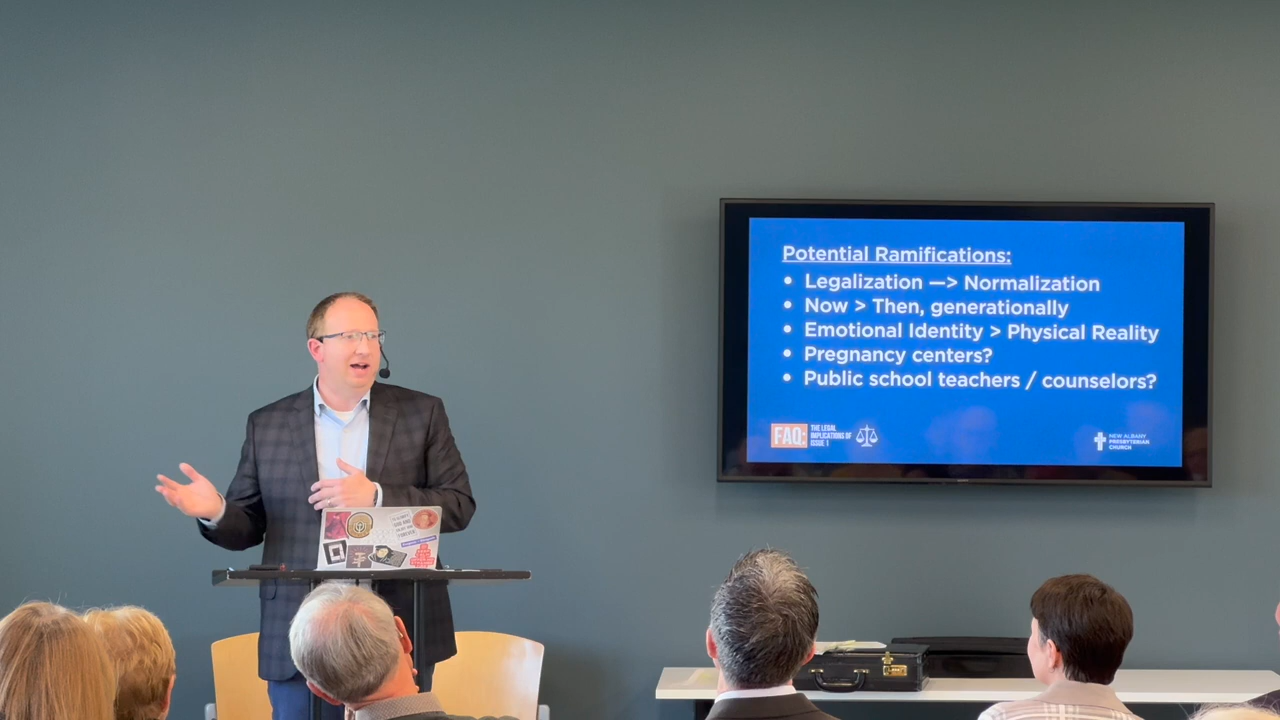 Potential Ramifications:
• Legalization —> Normalization
• Now > Then, generationally
• Emotional Identity > Physical Reality
• Pregnancy centers?
• Public school teachers / counselors?
FAQ:
THE LEGAL
IMPLICATIONS OF
ISSUE 1
NEW ALBANY
PRESBYTERIAN
CHURCH